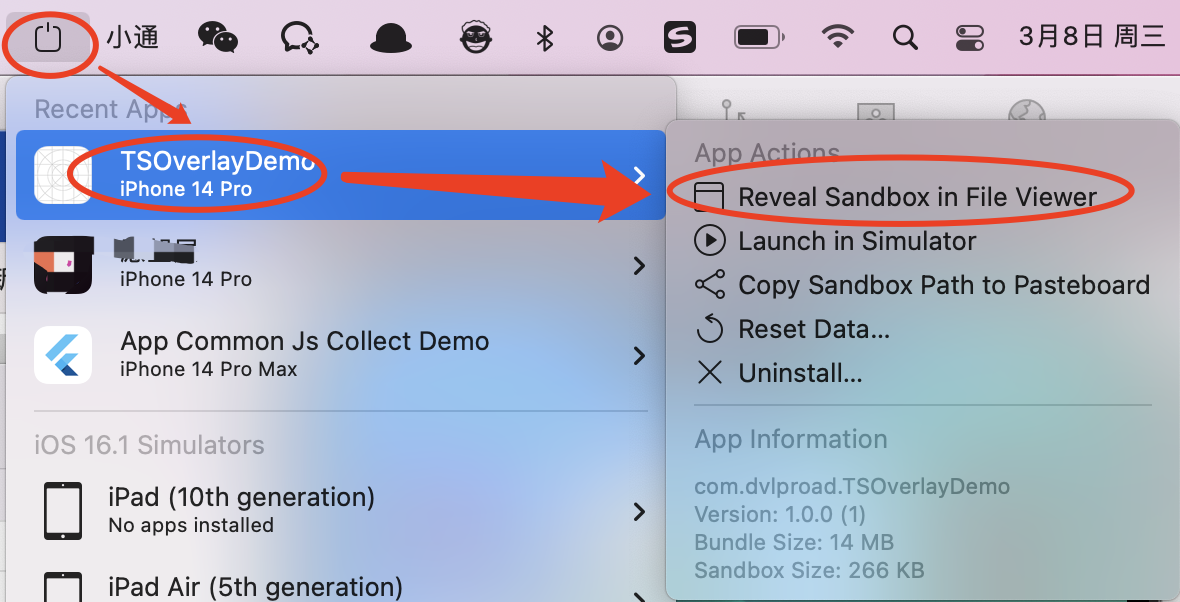 小通
3月8日 周三
Recent Apps
TSOverlayDemo
iPhone 14 Pro
iPhone 14 Pro
App Common Js Collect Demo
iPhone 14 Pro Max
iOS 16.1 Simulators
iPad (10th generation)
No apps installed
iPad Air (5th generation)
App Actions
Reveal Sandbox in File Viewer
Launch in Simulator
Copy Sandbox Path to Pasteboard
Reset Data...
Uninstall...
App Information
com.dvlproad.TSOverlayDemo
Version: 1.0.0 (1)
Bundle Size: 14 MB
Sandbox Size: 266 KB